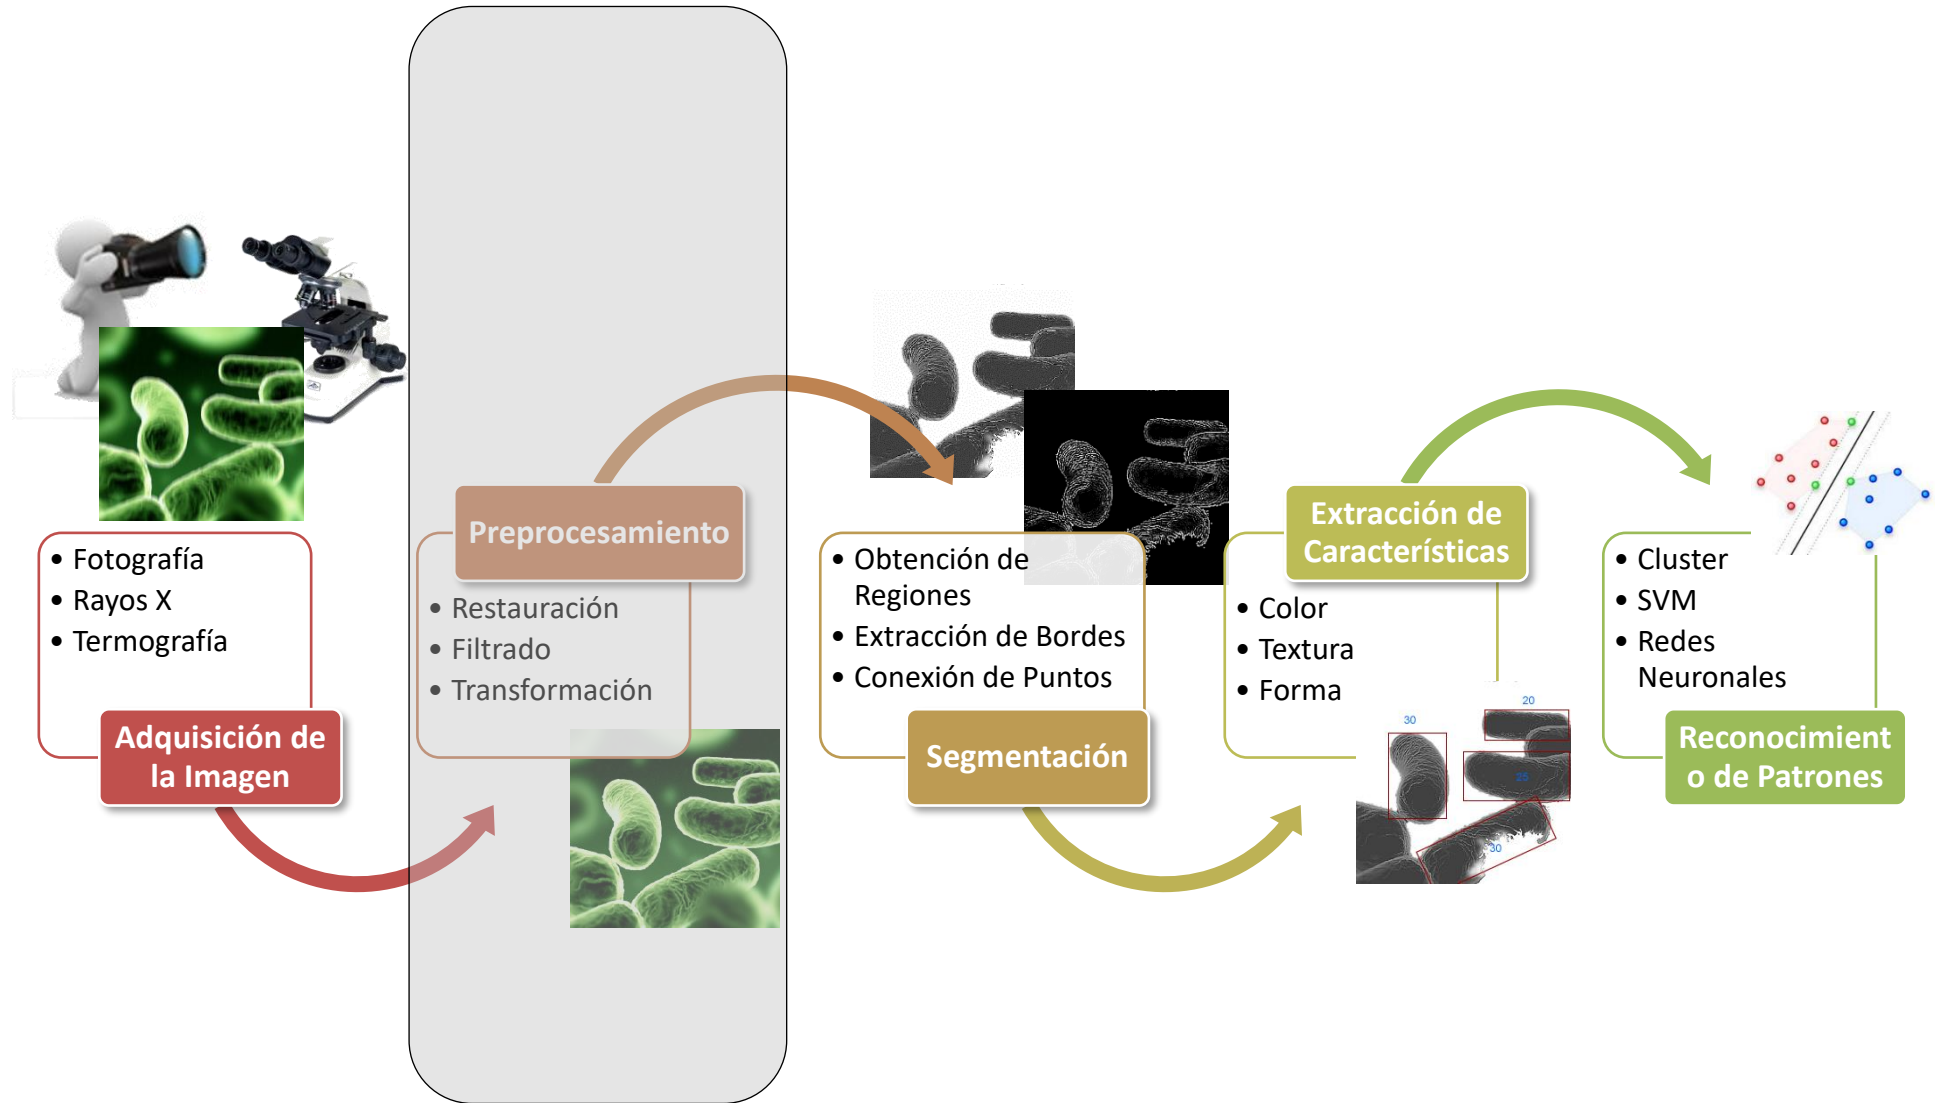 • Fotografía
• Rayos X
• Termografía
Adquisición de
la Imagen
Preprocesamiento
• Restauración
• Filtrado
• Transformación
• Obtención de
Regiones
• Extracción de Bordes
• Conexión de Puntos
Segmentación
Extracción de
Características
• Color
• Textura
• Forma
20
30
25
30
• Cluster
• SVM
• Redes
Neuronales
Reconocimient
o de Patrones